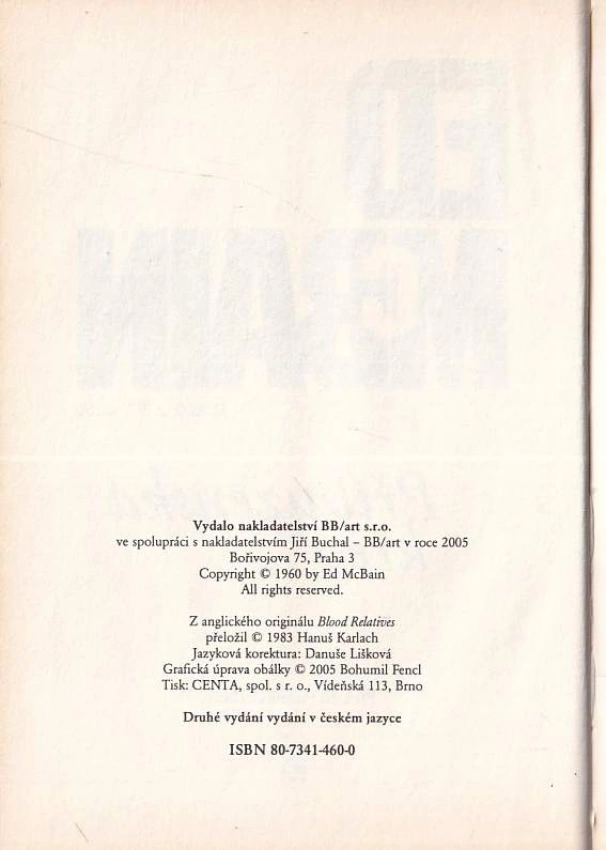 Vydalo nakladatelství BB/art s.r.o.
ve spolupráci s nakladatelstvím Jiří Buchal – BB/art v roce 2005
Bořivojova 75, Praha 3
Copyright © 1960 by Ed McBain
All rights reserved.
Z anglického originálu Blood Relatives
přeložil © 1983 Hanuš Karlach
Jazyková korektura: Danuše Lišková
Grafická úprava obálky © 2005 Bohumil Fencl
Tisk: CENTA, spol. s r. o., Vídeňská 113, Brno
Druhé vydání vydání v českém jazyce
ISBN 80-7341-460-0